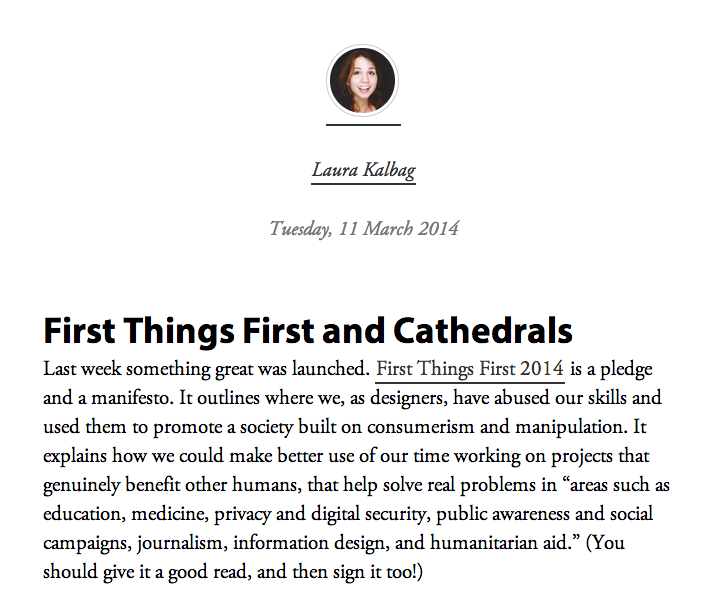 Laura Kalbag
Tuesday, 11 March 2014
First Things First and Cathedrals
Last week something great was launched. First Things First 2014 is a pledge
and a manifesto. It outlines where we, as designers, have abused our skills and
used them to promote a society built on consumerism and manipulation. It
explains how we could make better use of our time working on projects that
genuinely benefit other humans, that help solve real problems in “areas such as
education, medicine, privacy and digital security, public awareness and social
campaigns, journalism, information design, and humanitarian aid.” (You
should give it a good read, and then sign it too!)